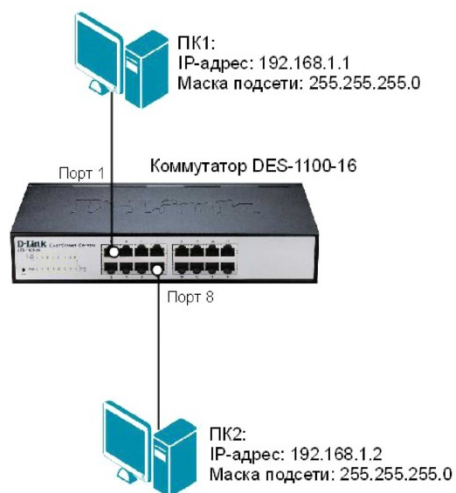 ПК1:
IP-адрес: 192.168.1.1
Маска подсети: 255.255.255.0
Порт 1
Коммутатор DES-1100-16
D-Link
Порт 8
ПК2:
IP-адрес: 192.168.1.2
Маска подсети: 255.255.255.0